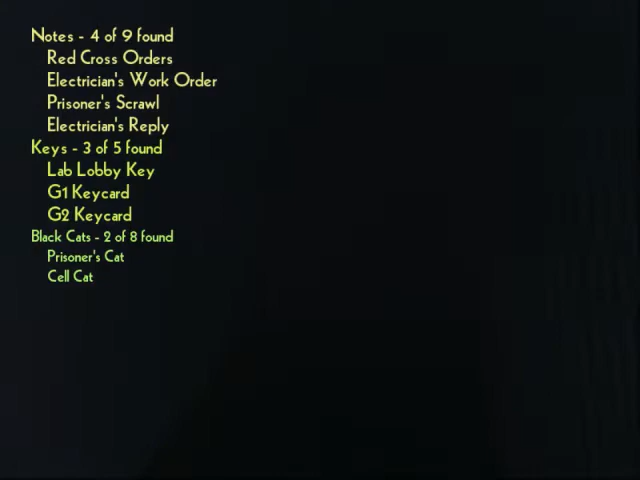 Notes - 4 of 9 found
Red Cross Orders
Electrician's Work Order
Prisoner's Scrawl
Electrician's Reply
Keys - 3 of 5 found
Lab Lobby Key
G1 Keycard
G2 Keycard
Black Cats - 2 of 8 found
Prisoner's Cat
Cell Cat